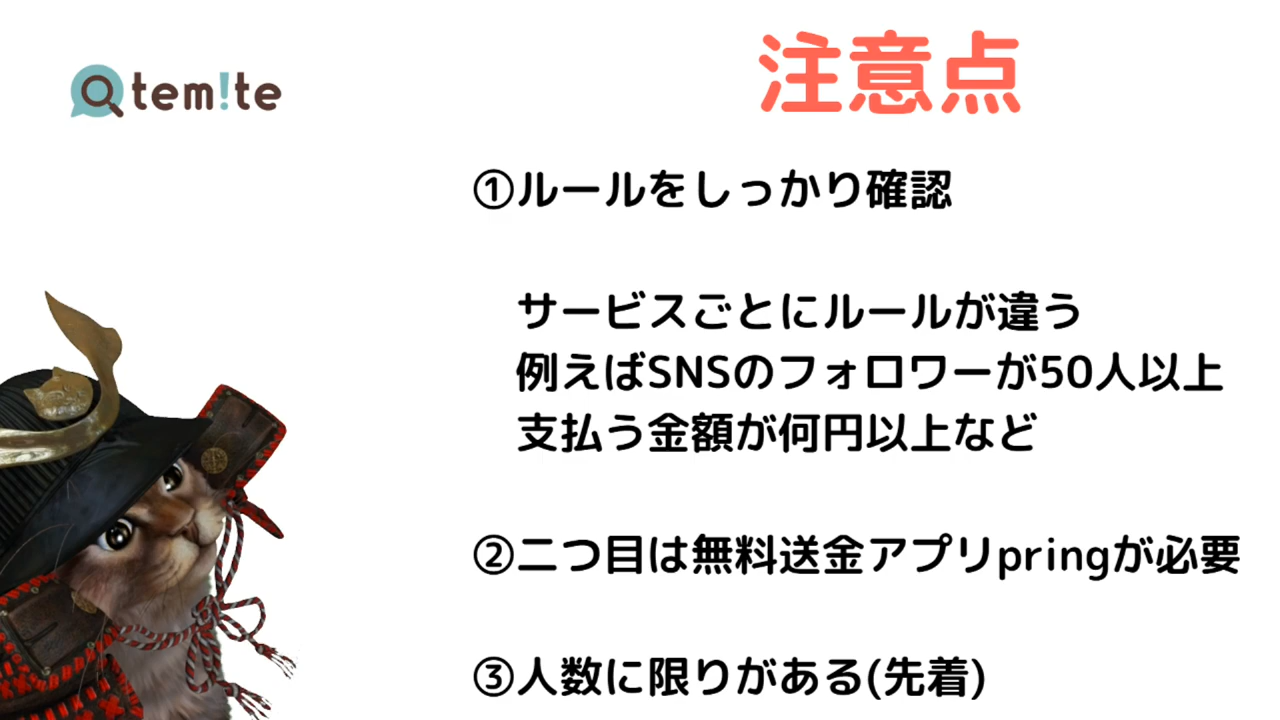 tem!te
注意点
①ルールをしっかり確認
サービスごとにルールが違う
例えばSNSのフォロワーが50人以上
支払う金額が何円以上など
②二つ目は無料送金アプリpringが必要
③人数に限りがある(先着)